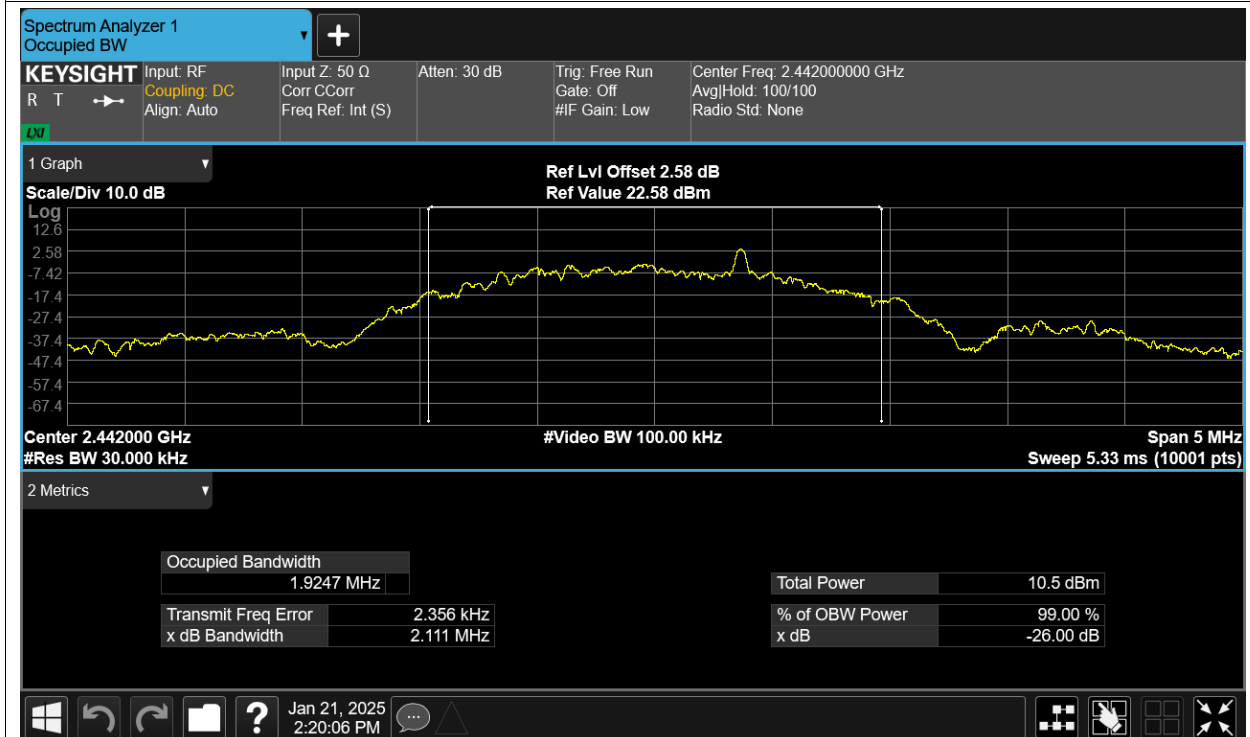 Spectrum Analyzer 1
Occupied BW
KEYSIGHT
R T
LXI
Input: RF
Coupling: DC
Align: Auto
Input Z: 50 Ω
Corr CCorr
Freq Ref: Int (S)
Atten: 30 dB
Trig: Free Run
Gate: Off
#IF Gain: Low
Center Freq: 2.442000000 GHz
Avg|Hold: 100/100
Radio Std: None
1 Graph
Scale/Div 10.0 dB
Ref Lvl Offset 2.58 dB
Ref Value 22.58 dBm
Log
12.6
2.58
-7.42
-17.4
-27.4
-37.4
-47.4
-57.4
-67.4
Center 2.442000 GHz
#Res BW 30.000 kHz
#Video BW 100.00 kHz
Span 5 MHz
Sweep 5.33 ms (10001 pts)
2 Metrics
Occupied Bandwidth
1.9247 MHz
Transmit Freq Error 2.356 kHz
x dB Bandwidth 2.111 MHz
Total Power 10.5 dBm
% of OBW Power 99.00 %
x dB -26.00 dB
?
Jan 21, 2025
2:20:06 PM